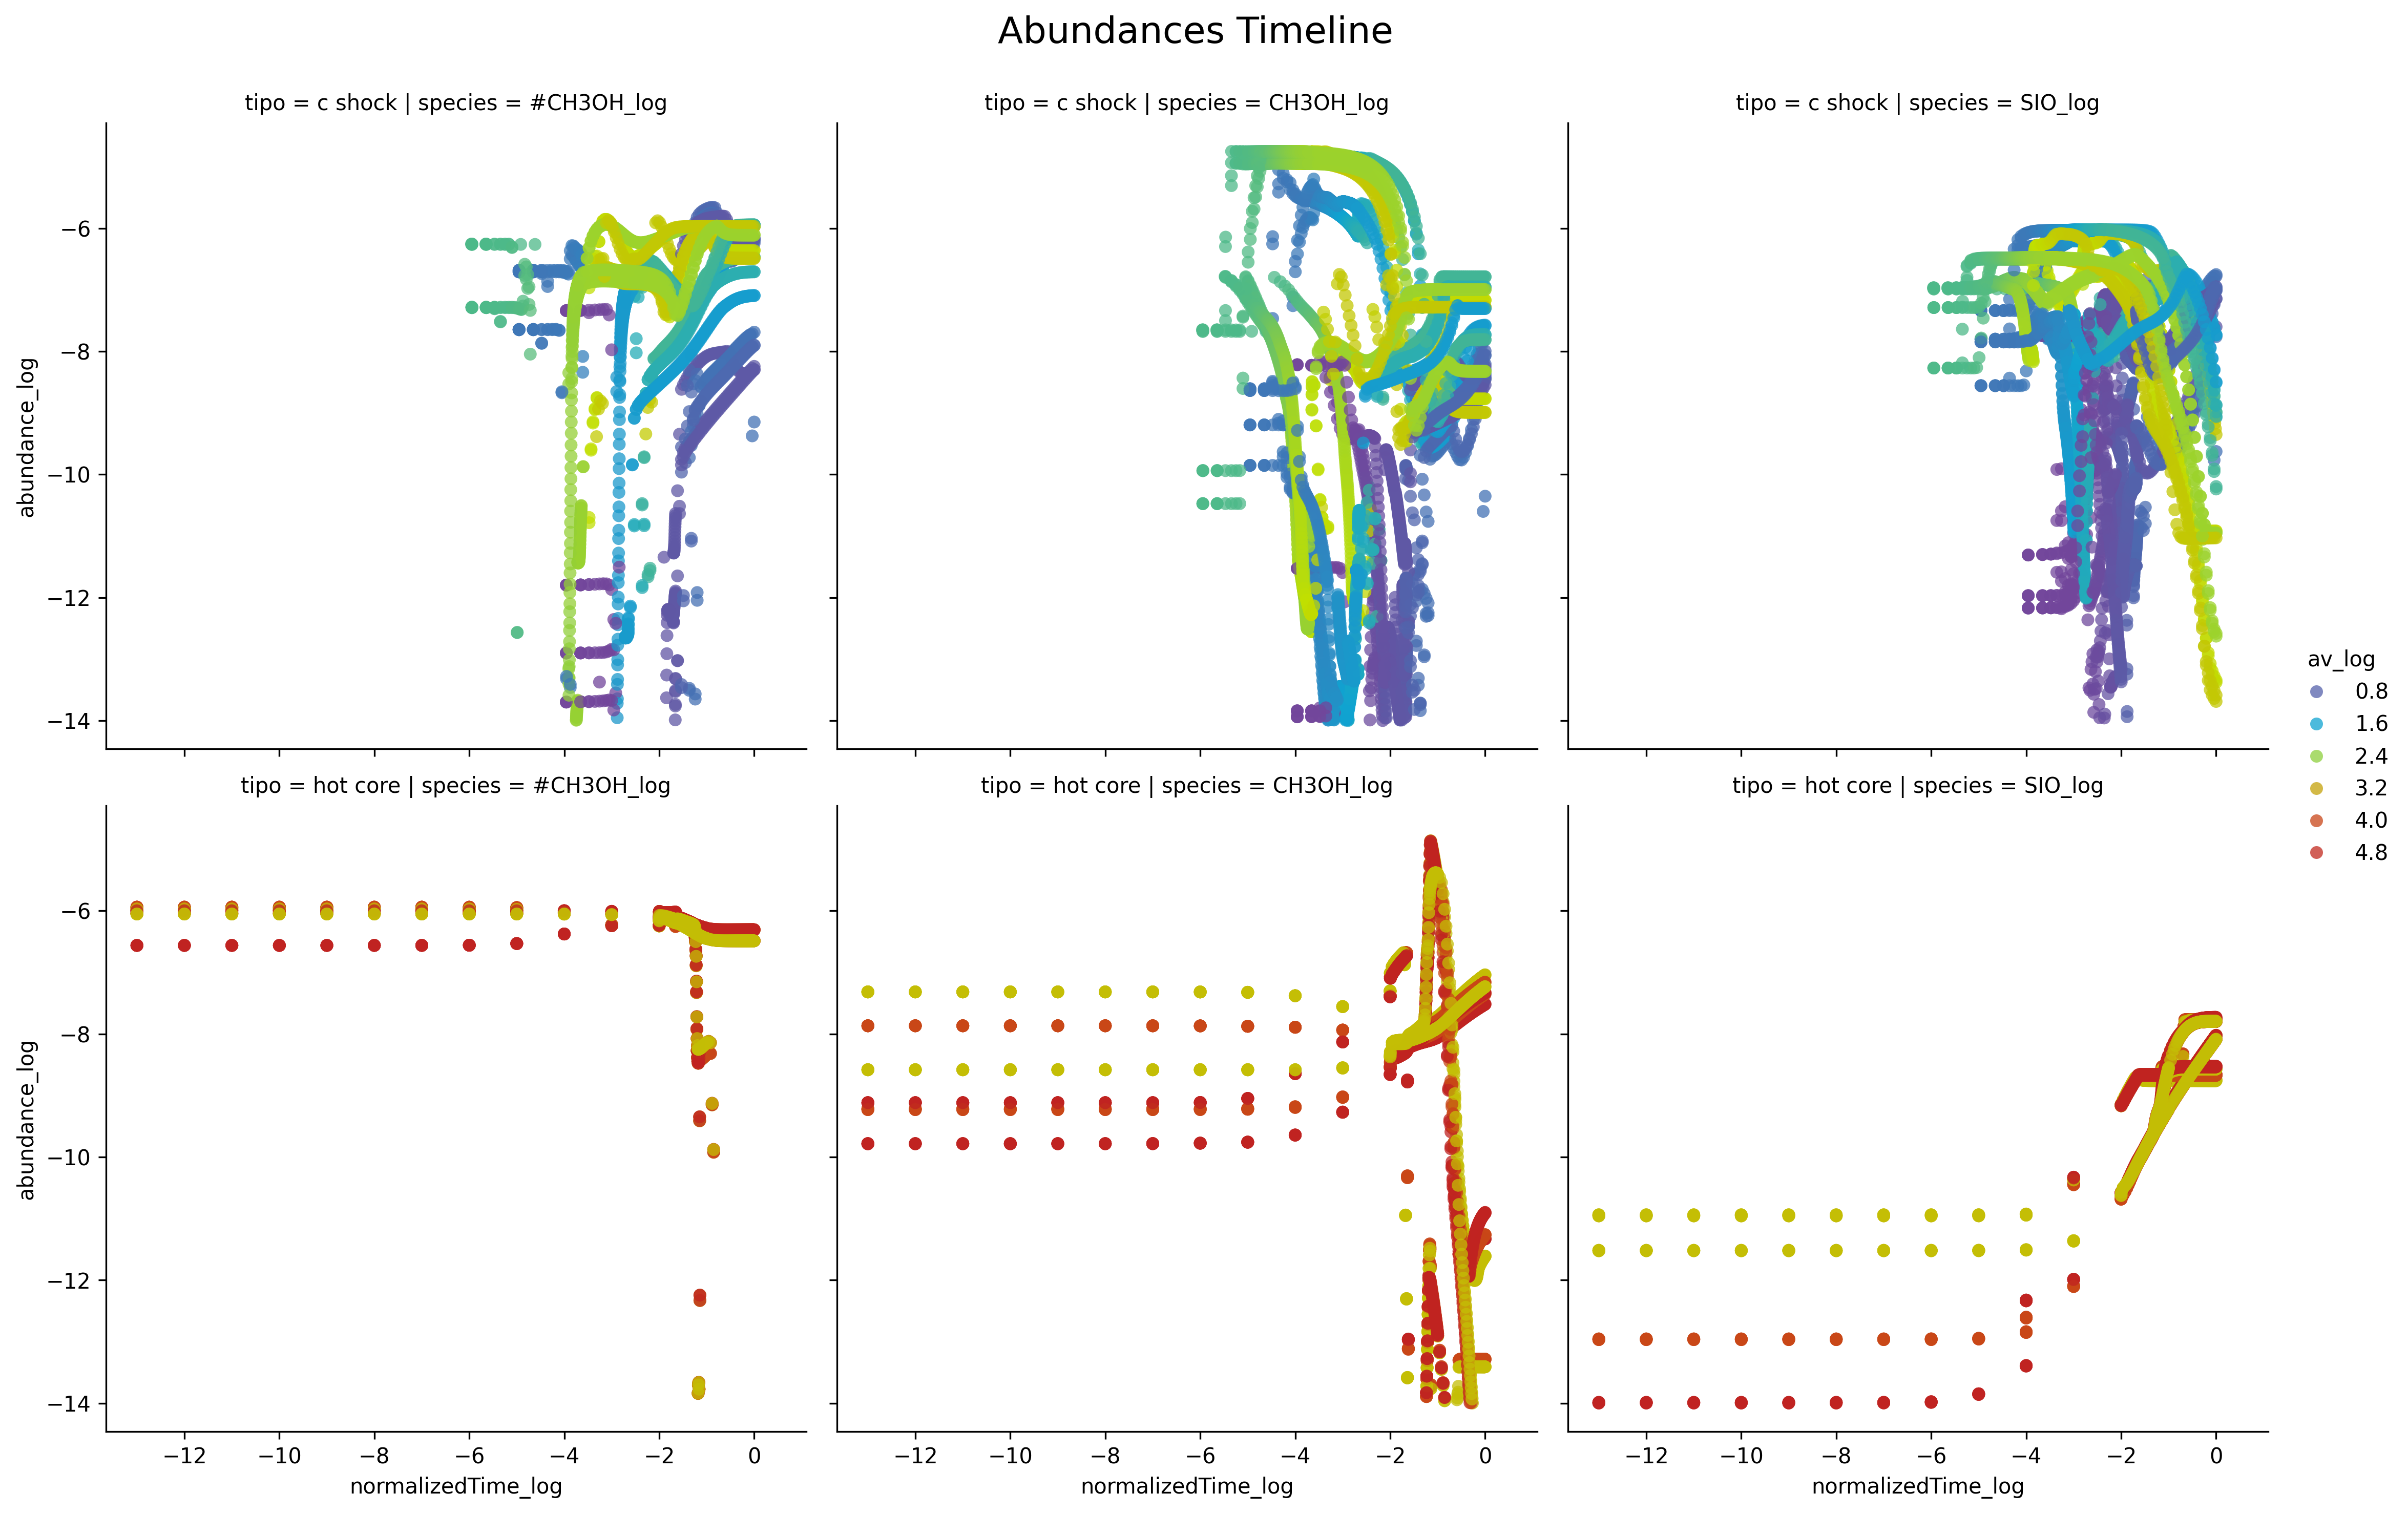 Abundances Timeline
tipo = c shock | species = #CH3OH_log
tipo = c shock | species = CH3OH_log
tipo = c shock | species = SIO_log
abundance_log
−6
−8
−10
−12
−14
tipo = hot core | species = #CH3OH_log
tipo = hot core | species = CH3OH_log
tipo = hot core | species = SIO_log
abundance_log
−6
−8
−10
−12
−14
−12 −10 −8 −6 −4 −2 0
normalizedTime_log
−12 −10 −8 −6 −4 −2 0
normalizedTime_log
−12 −10 −8 −6 −4 −2 0
normalizedTime_log
av_log
0.8
1.6
2.4
3.2
4.0
4.8